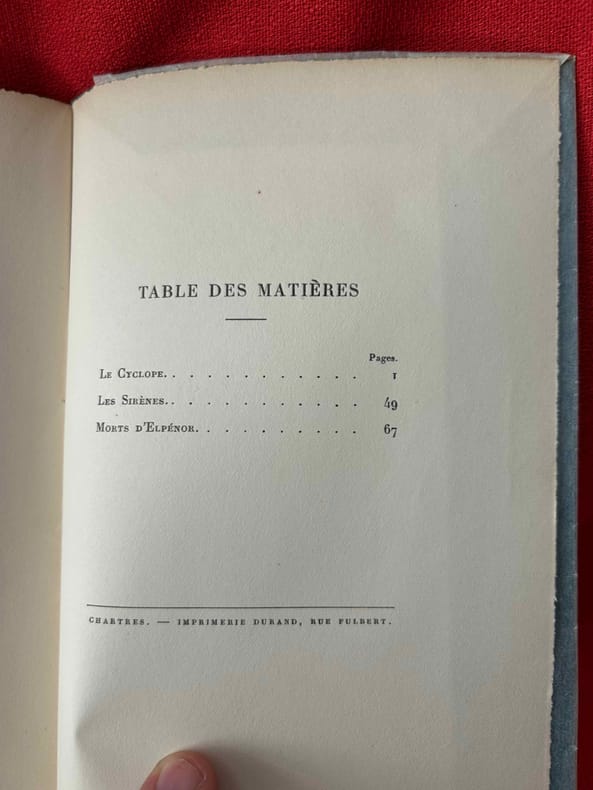 TABLE DES MATIÈRES
Pages.
LE CYCLOPE. . . . . . . . . . . . 1
LES SIRÈNES. . . . . . . . . . . . 49
MORTS D'ELPÉNOR. . . . . . . . . . 67
CHARTRES. — IMPRIMERIE DURAND, RUE FULBERT.